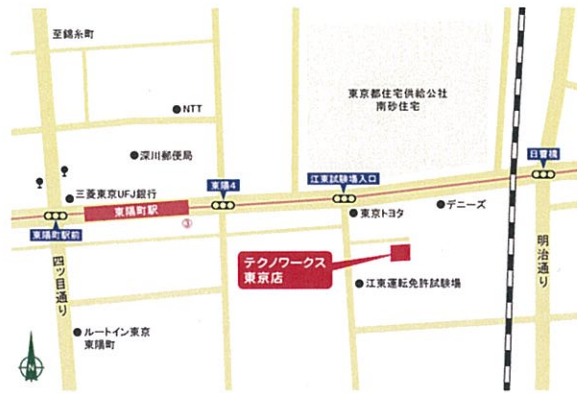 至錦糸町
NTT
東京都住宅供給公社
南砂住宅
深川郵便局
日曹橋
東陽4
江東試験場入口
三菱東京UFJ銀行
デニーズ
東陽町駅
東京トヨタ
③
東陽町駅前
テクノワークス
東京店
四ツ目通り
明治通り
江東運転免許試験場
ルートイン東京
東陽町
N